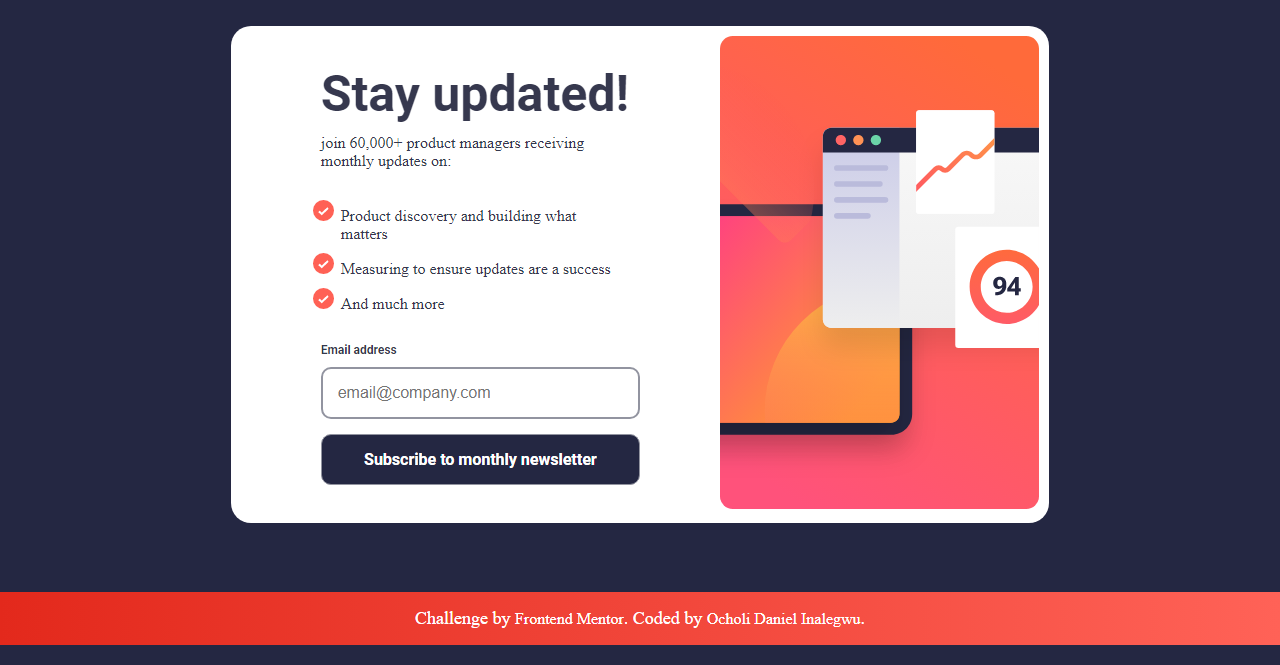 Stay updated!
join 60,000+ product managers receiving
monthly updates on:
Product discovery and building what
matters
Measuring to ensure updates are a success
And much more
Email address
email@company.com
Subscribe to monthly newsletter
94
Challenge by Frontend Mentor. Coded by Ocholi Daniel Inalegwu.